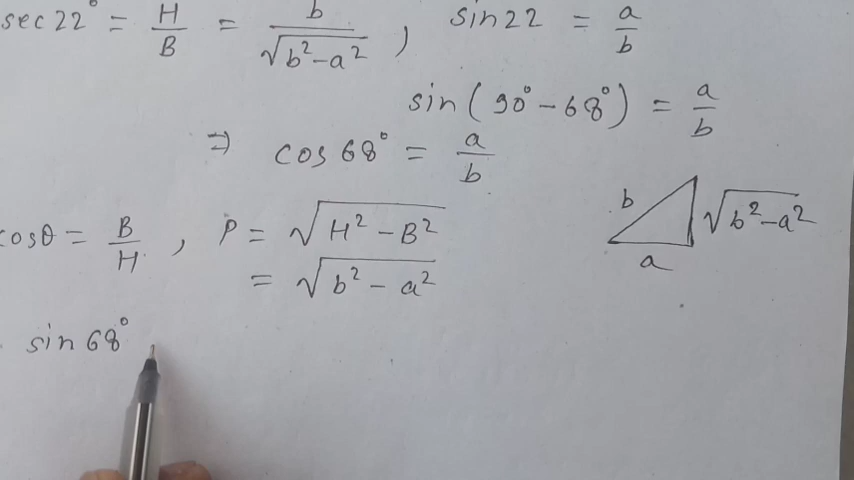 sec 22° = H/B = b/√(b²-a²), sin 22 = a/b
sin(90°-68°) = a/b
⇒ cos 68° = a/b
cosθ = B/H, P = √(H²-B²)
= √(b²-a²)
b √(b²-a²)
a
sin 68°